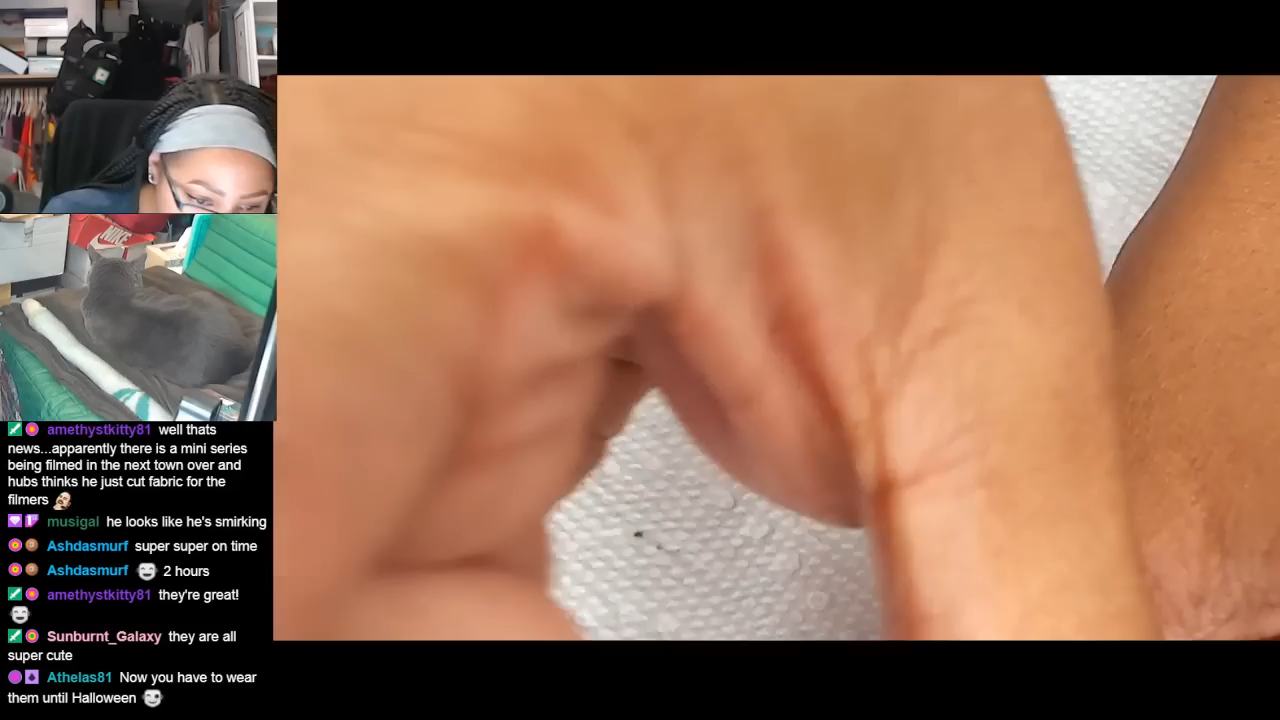 NIKE
amethystkitty81 well thats
news...apparently there is a mini series
being filmed in the next town over and
hubs thinks he just cut fabric for the
filmers
musigal he looks like he's smirking
Ashdasmurf super super on time
Ashdasmurf 2 hours
amethystkitty81 they're great!
Sunburnt_Galaxy they are all
super cute
Athelas81 Now you have to wear
them until Halloween